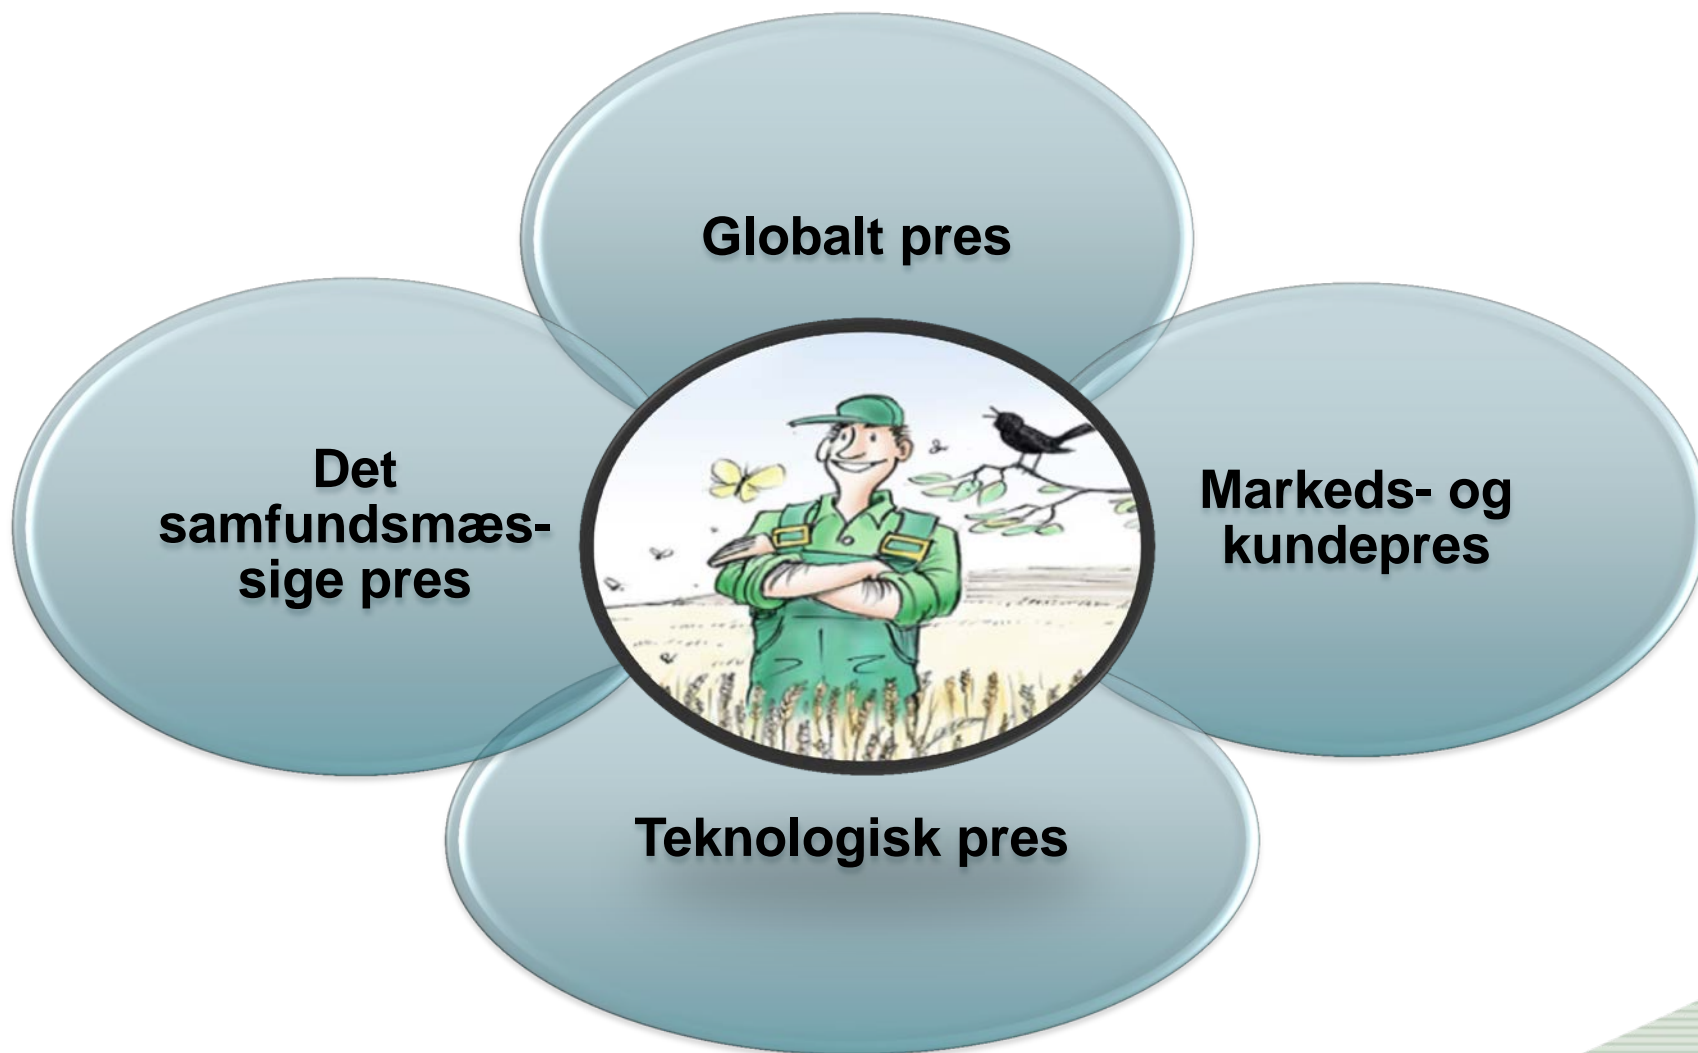 Globalt pres
Det
samfundsmæs-
sige pres
Markeds- og
kundepres
Teknologisk pres